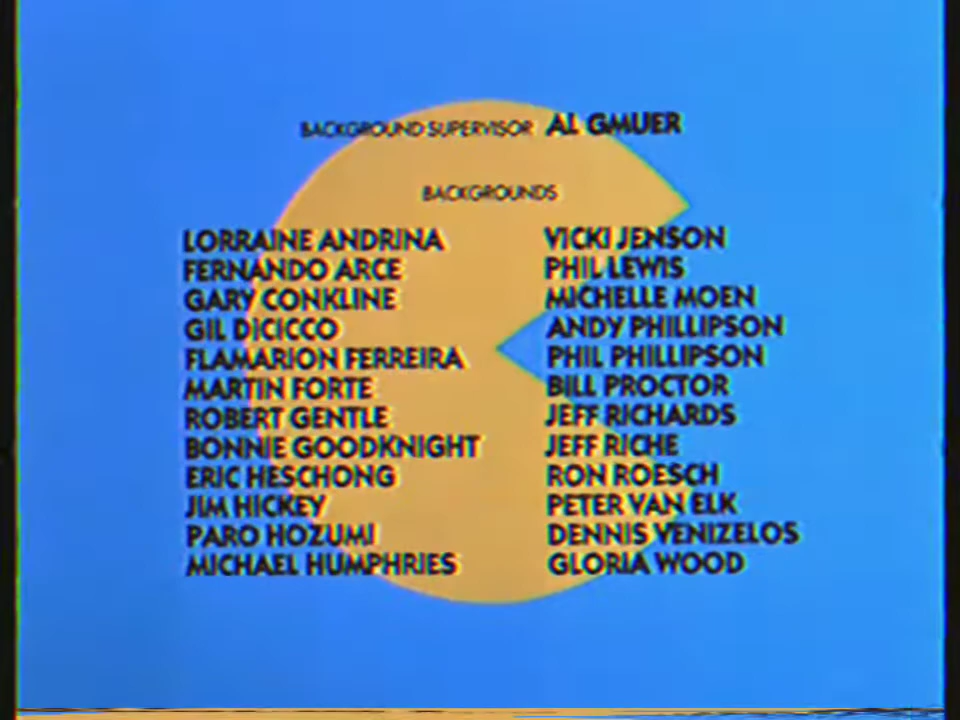 BACKGROUND SUPERVISOR AL GMUER
BACKGROUNDS
LORRAINE ANDRINA
FERNANDO ARCE
GARY CONKLINE
GIL DICICCO
FLAMARION FERREIRA
MARTIN FORTE
ROBERT GENTLE
BONNIE GOODKNIGHT
ERIC HESCHONG
JIM HICKEY
PARO HOZUMI
MICHAEL HUMPHRIES
VICKI JENSON
PHIL LEWIS
MICHELLE MOEN
ANDY PHILLIPSON
PHIL PHILLIPSON
BILL PROCTOR
JEFF RICHARDS
JEFF RICHE
RON ROESCH
PETER VAN ELK
DENNIS VENIZELOS
GLORIA WOOD